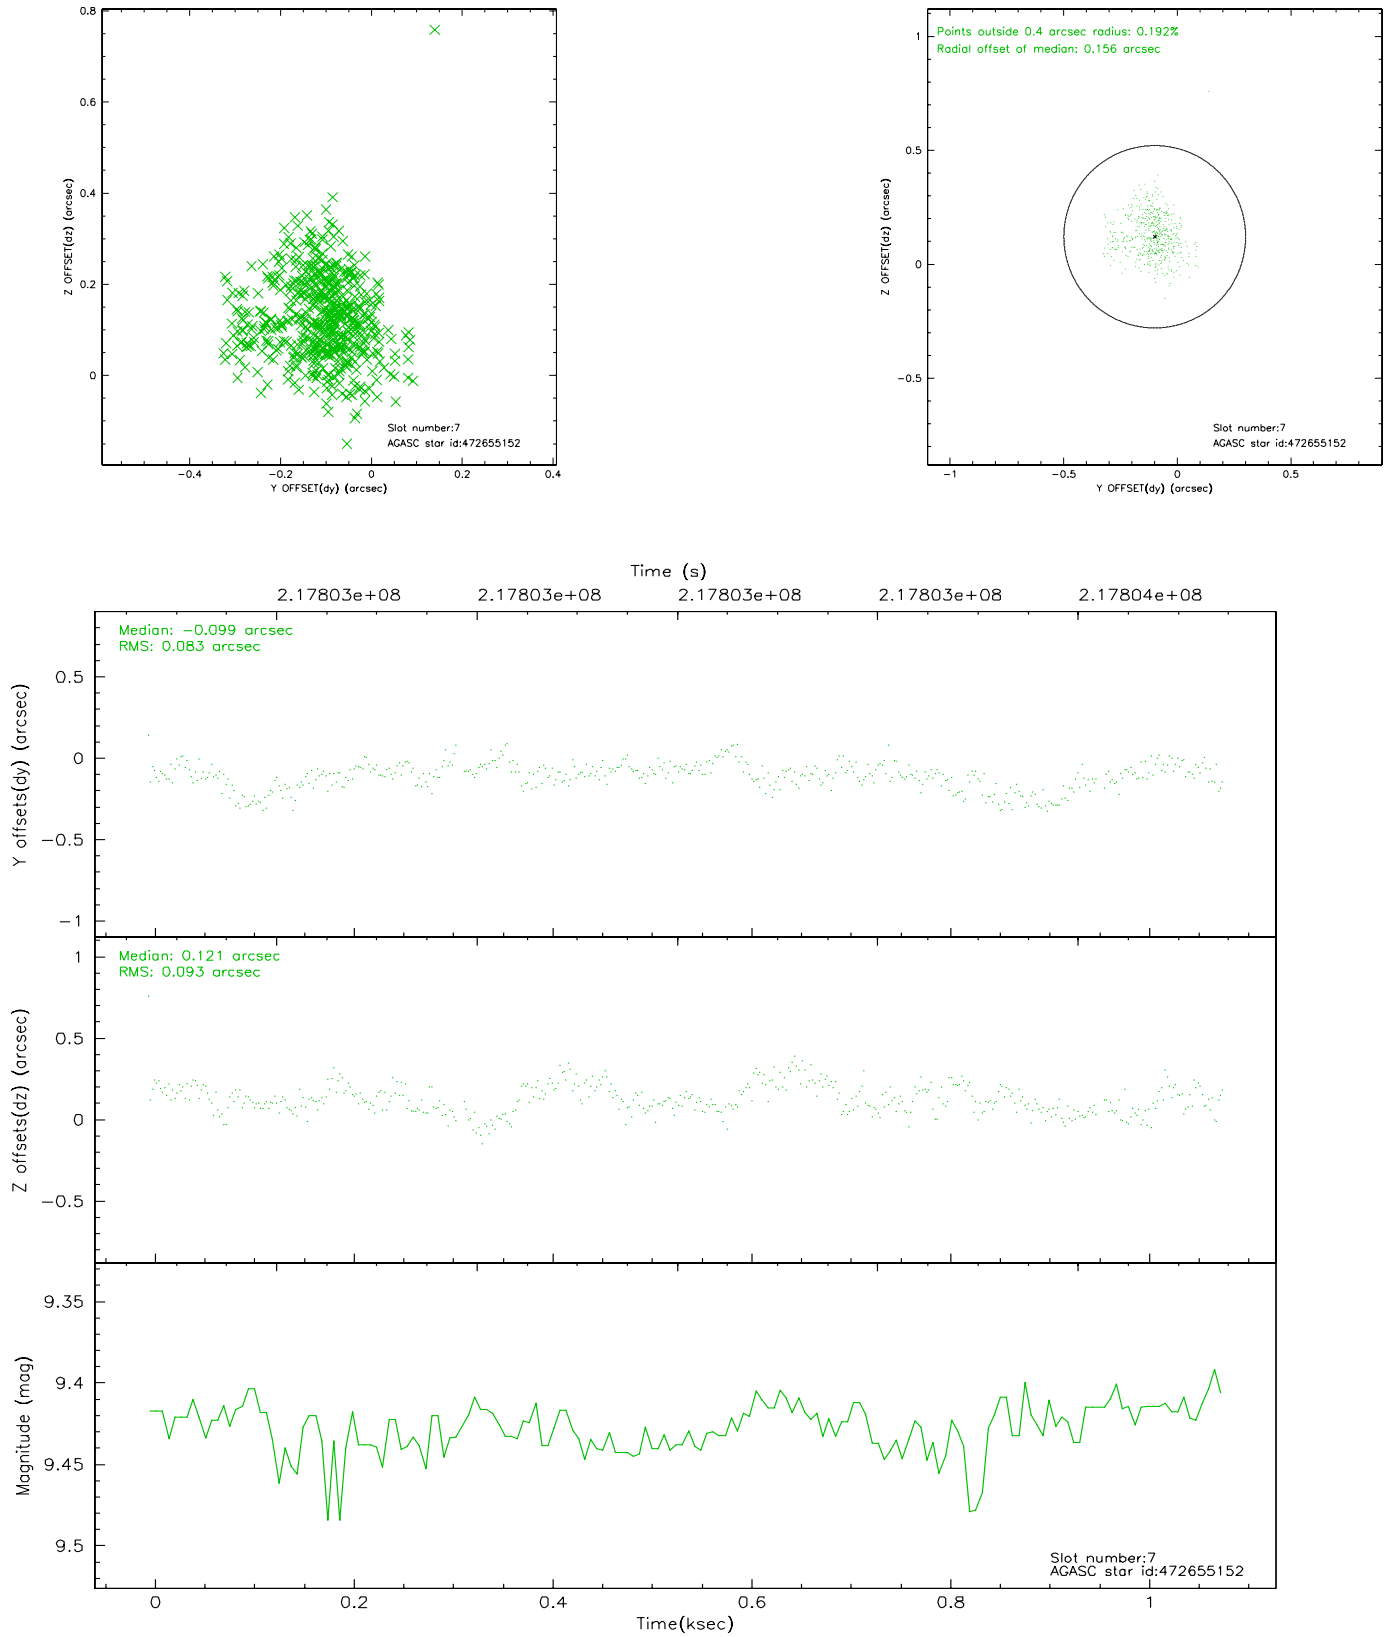 0.8
0.6
0.4
0.2
0
Z OFFSET(dz) (arcsec)
Slot number:7
AGASC star id:472655152
−0.4 −0.2 0 0.2 0.4
Y OFFSET(dy) (arcsec)
Points outside 0.4 arcsec radius: 0.192%
Radial offset of median: 0.156 arcsec
1
0.5
0
−0.5
Z OFFSET(dz) (arcsec)
Slot number:7
AGASC star id:472655152
−1 −0.5 0 0.5
Y OFFSET(dy) (arcsec)
Time (s)
2.17803e+08 2.17803e+08 2.17803e+08 2.17803e+08 2.17804e+08
Median: −0.099 arcsec
RMS: 0.083 arcsec
0.5
0
−0.5
−1
Y offsets(dy) (arcsec)
Median: 0.121 arcsec
RMS: 0.093 arcsec
1
0.5
0
−0.5
Z offsets(dz) (arcsec)
9.35
9.4
9.45
9.5
Magnitude (mag)
Slot number:7
AGASC star id:472655152
0 0.2 0.4 0.6 0.8 1
Time(ksec)